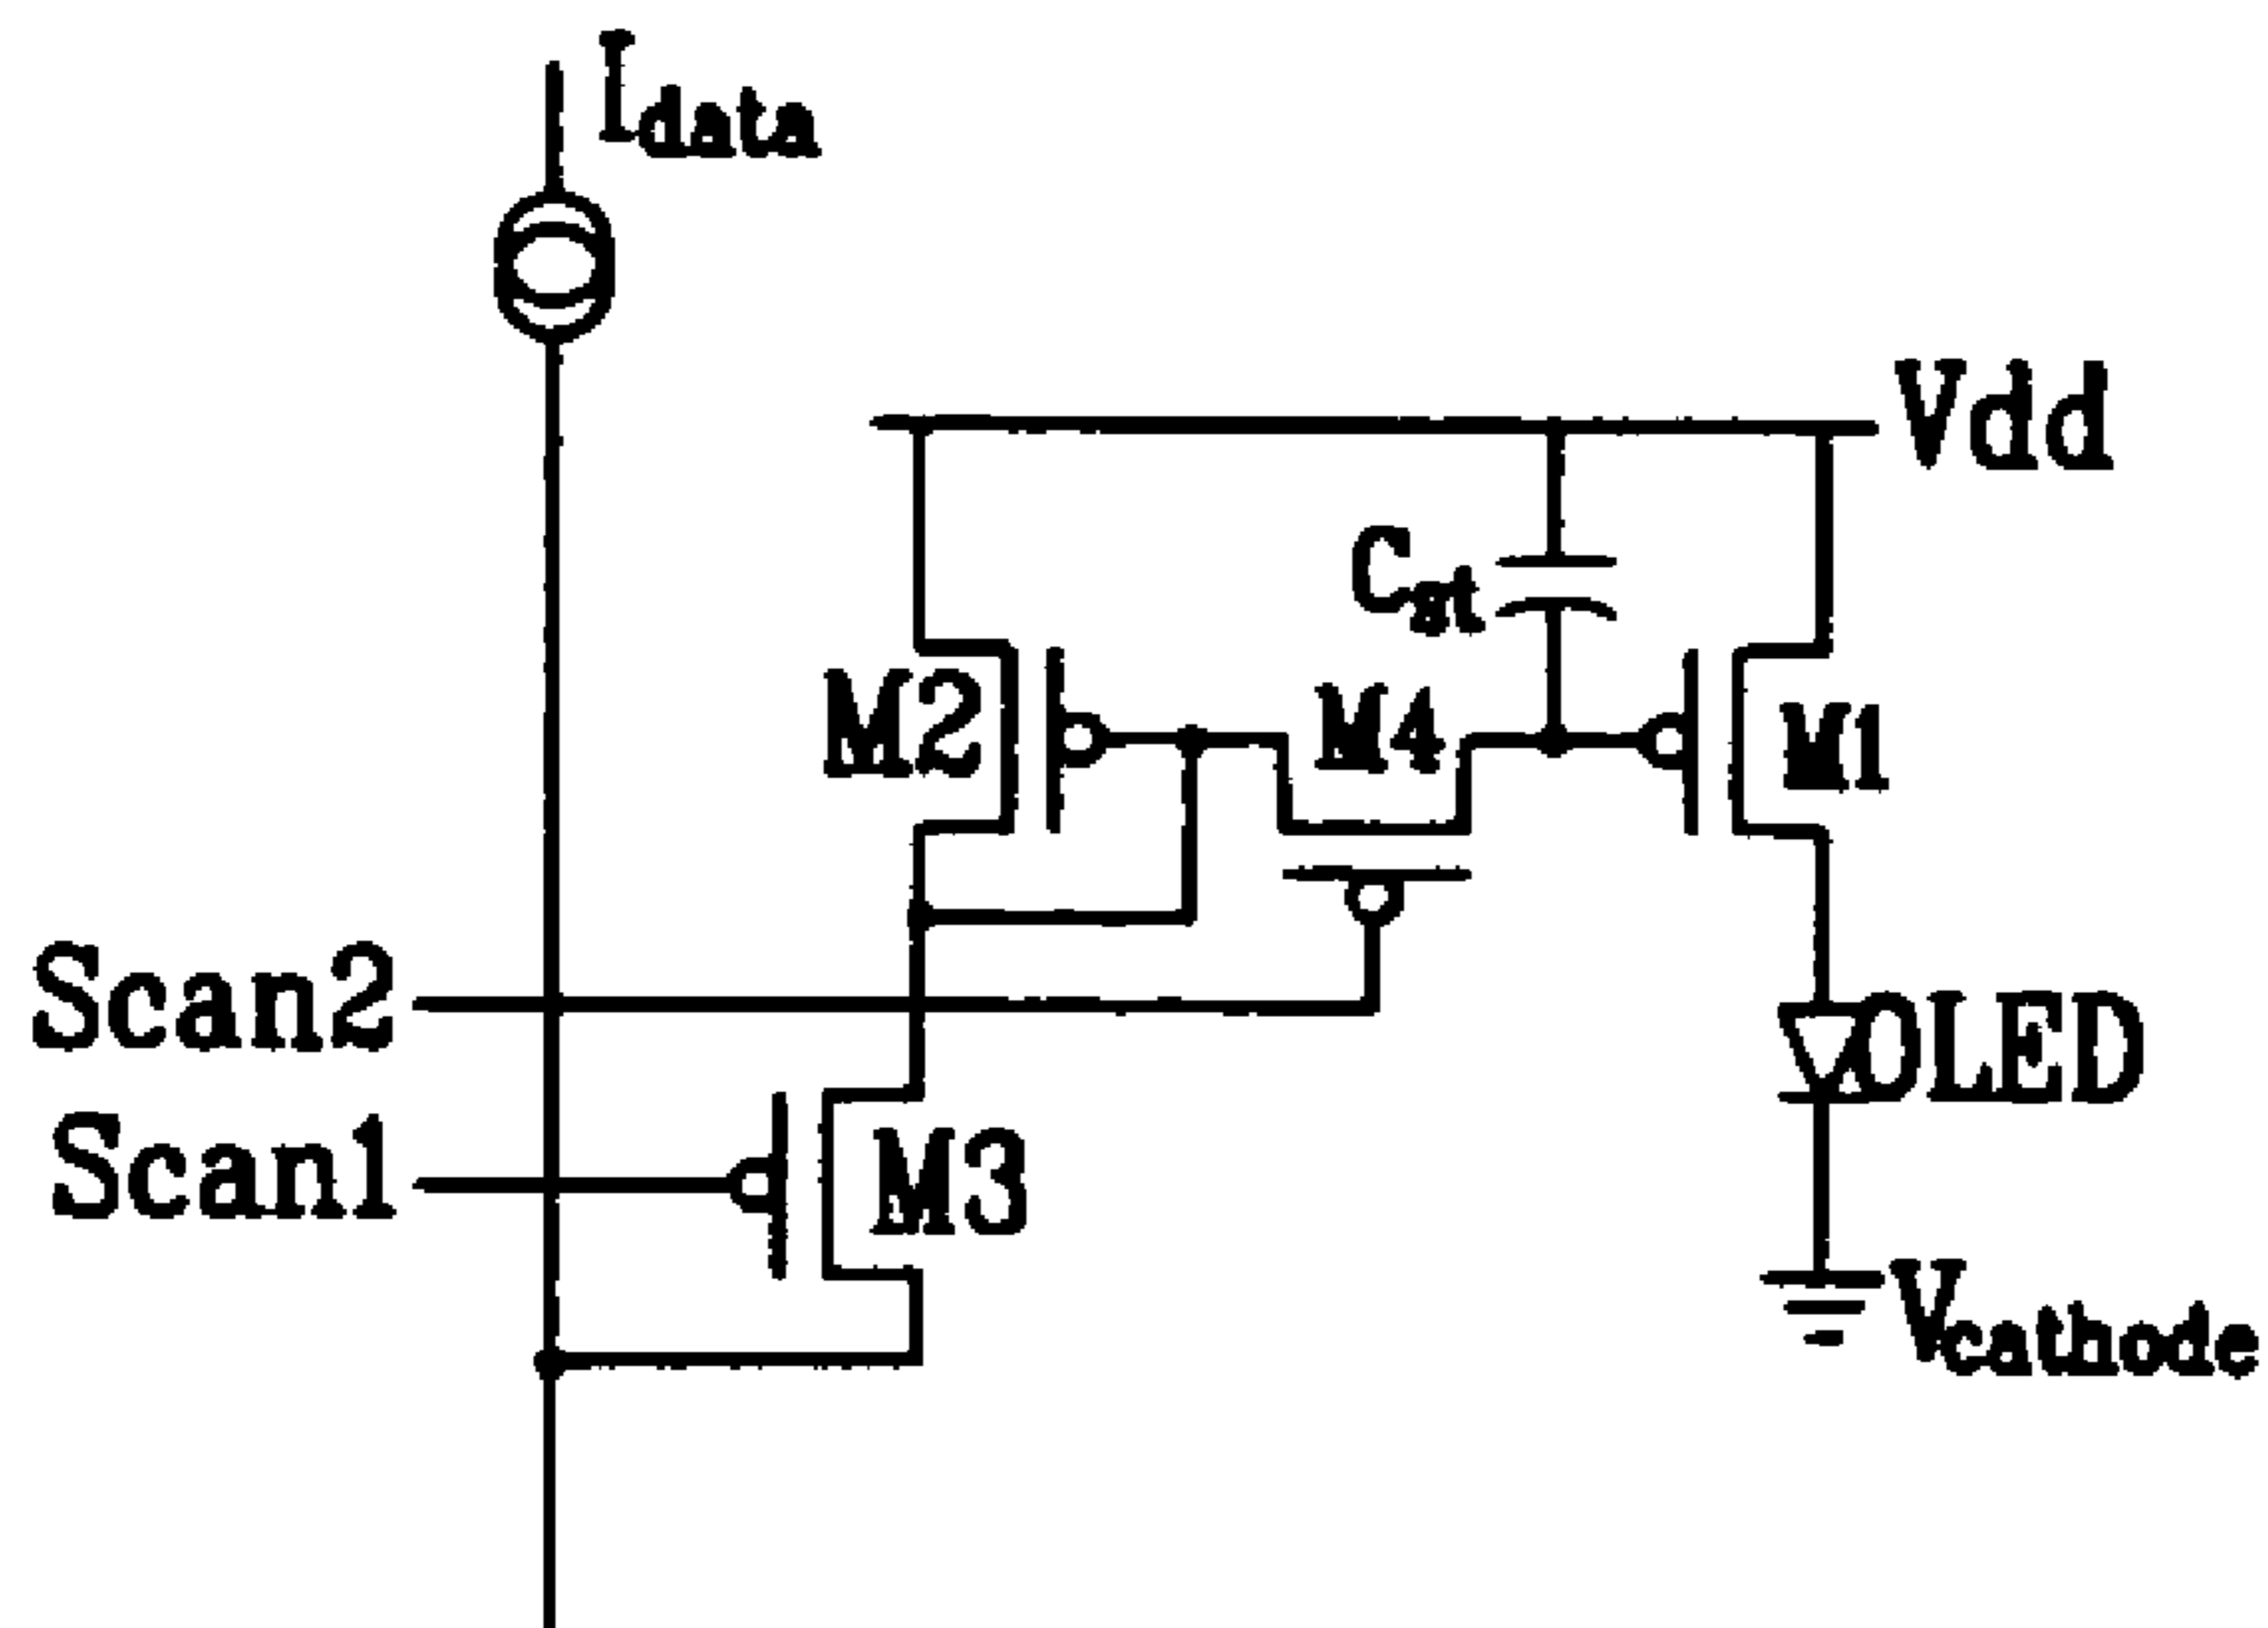 Idata
Vdd
Cst
M2
M4
M1
Scan2
OLED
Scan1
M3
Vcathode